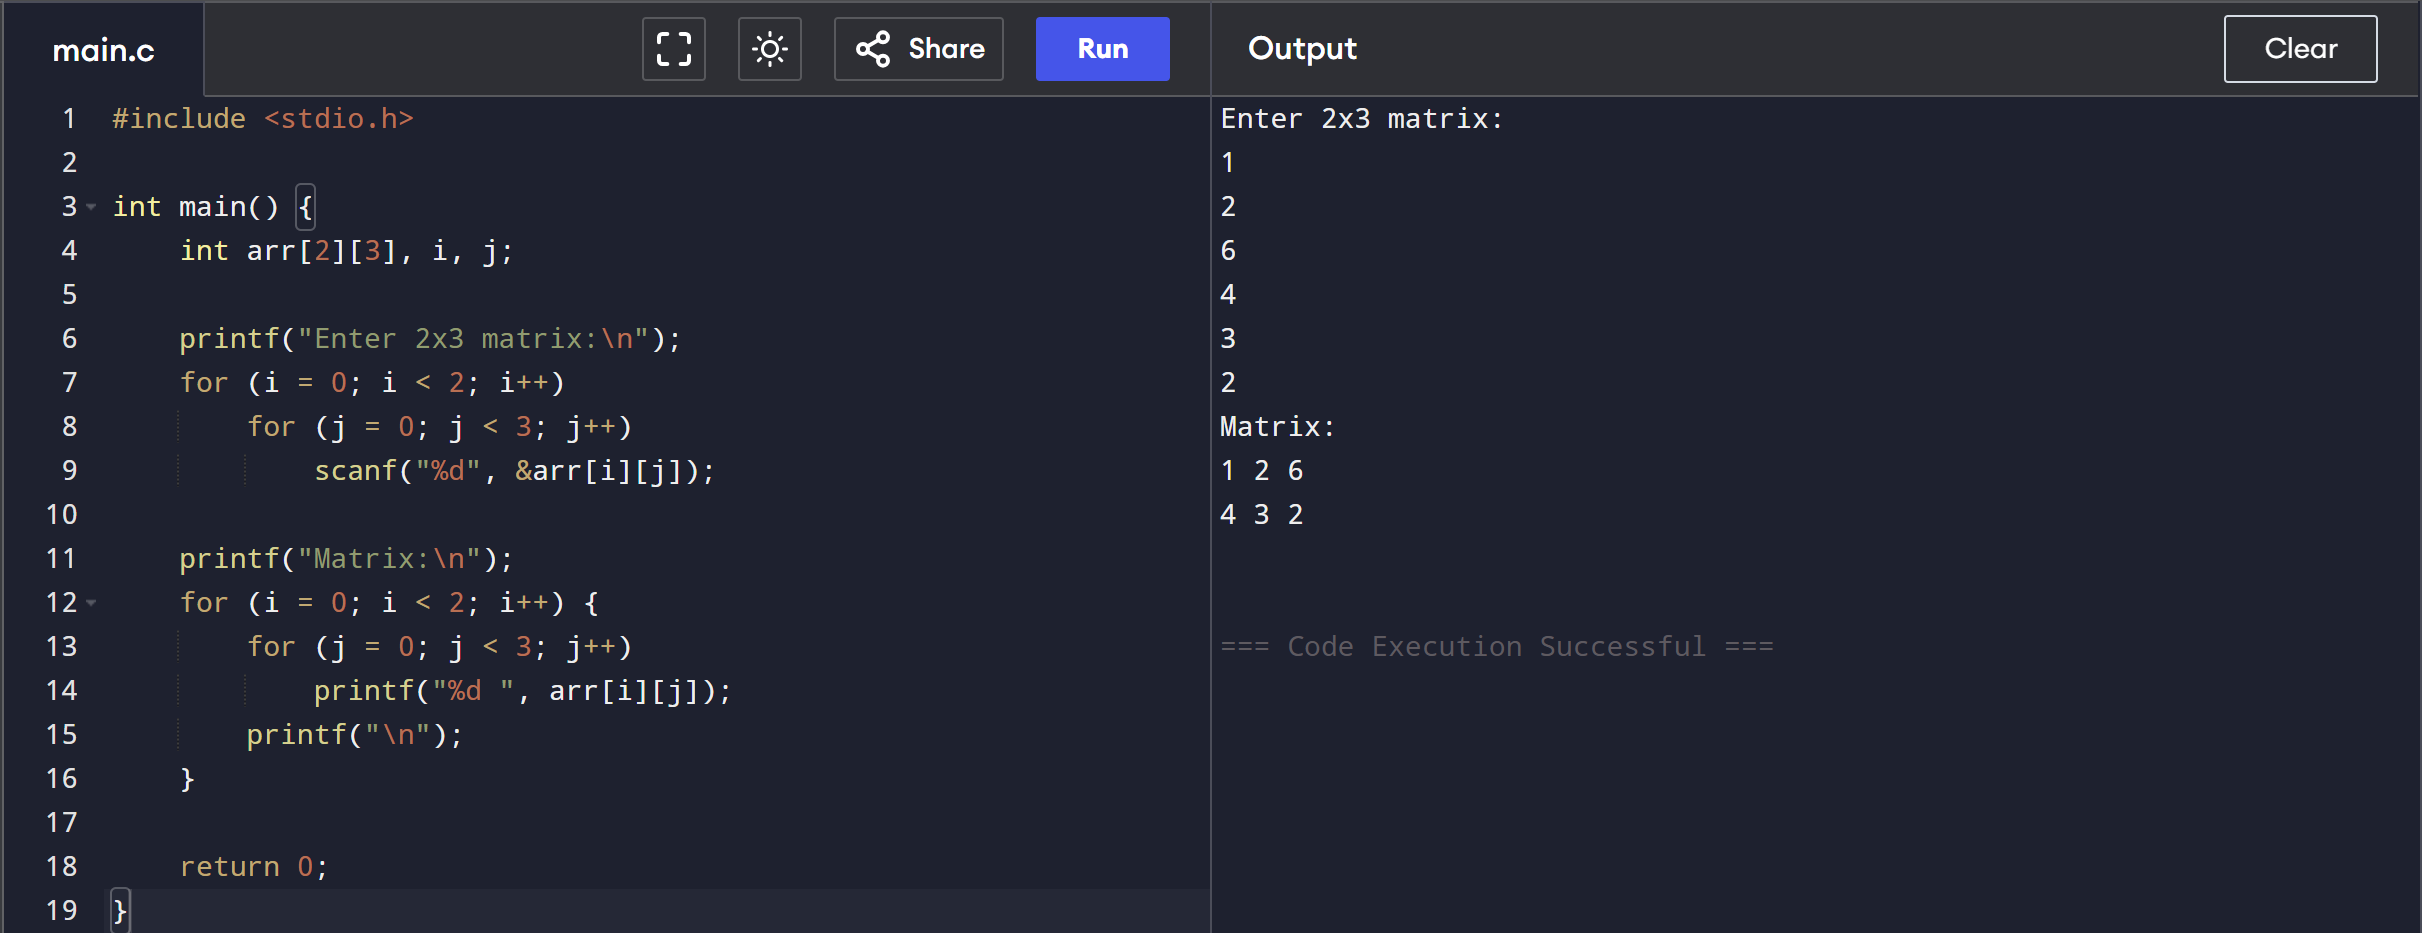 main.c
Share
Run
Output
Clear
1 #include <stdio.h>
2
3 int main() {
4     int arr[2][3], i, j;
5
6     printf("Enter 2x3 matrix:\n");
7     for (i = 0; i < 2; i++)
8         for (j = 0; j < 3; j++)
9             scanf("%d", &arr[i][j]);
10
11     printf("Matrix:\n");
12     for (i = 0; i < 2; i++) {
13         for (j = 0; j < 3; j++)
14             printf("%d ", arr[i][j]);
15         printf("\n");
16     }
17
18     return 0;
19 }
Enter 2x3 matrix:
1
2
6
4
3
2
Matrix:
1 2 6
4 3 2
=== Code Execution Successful ===